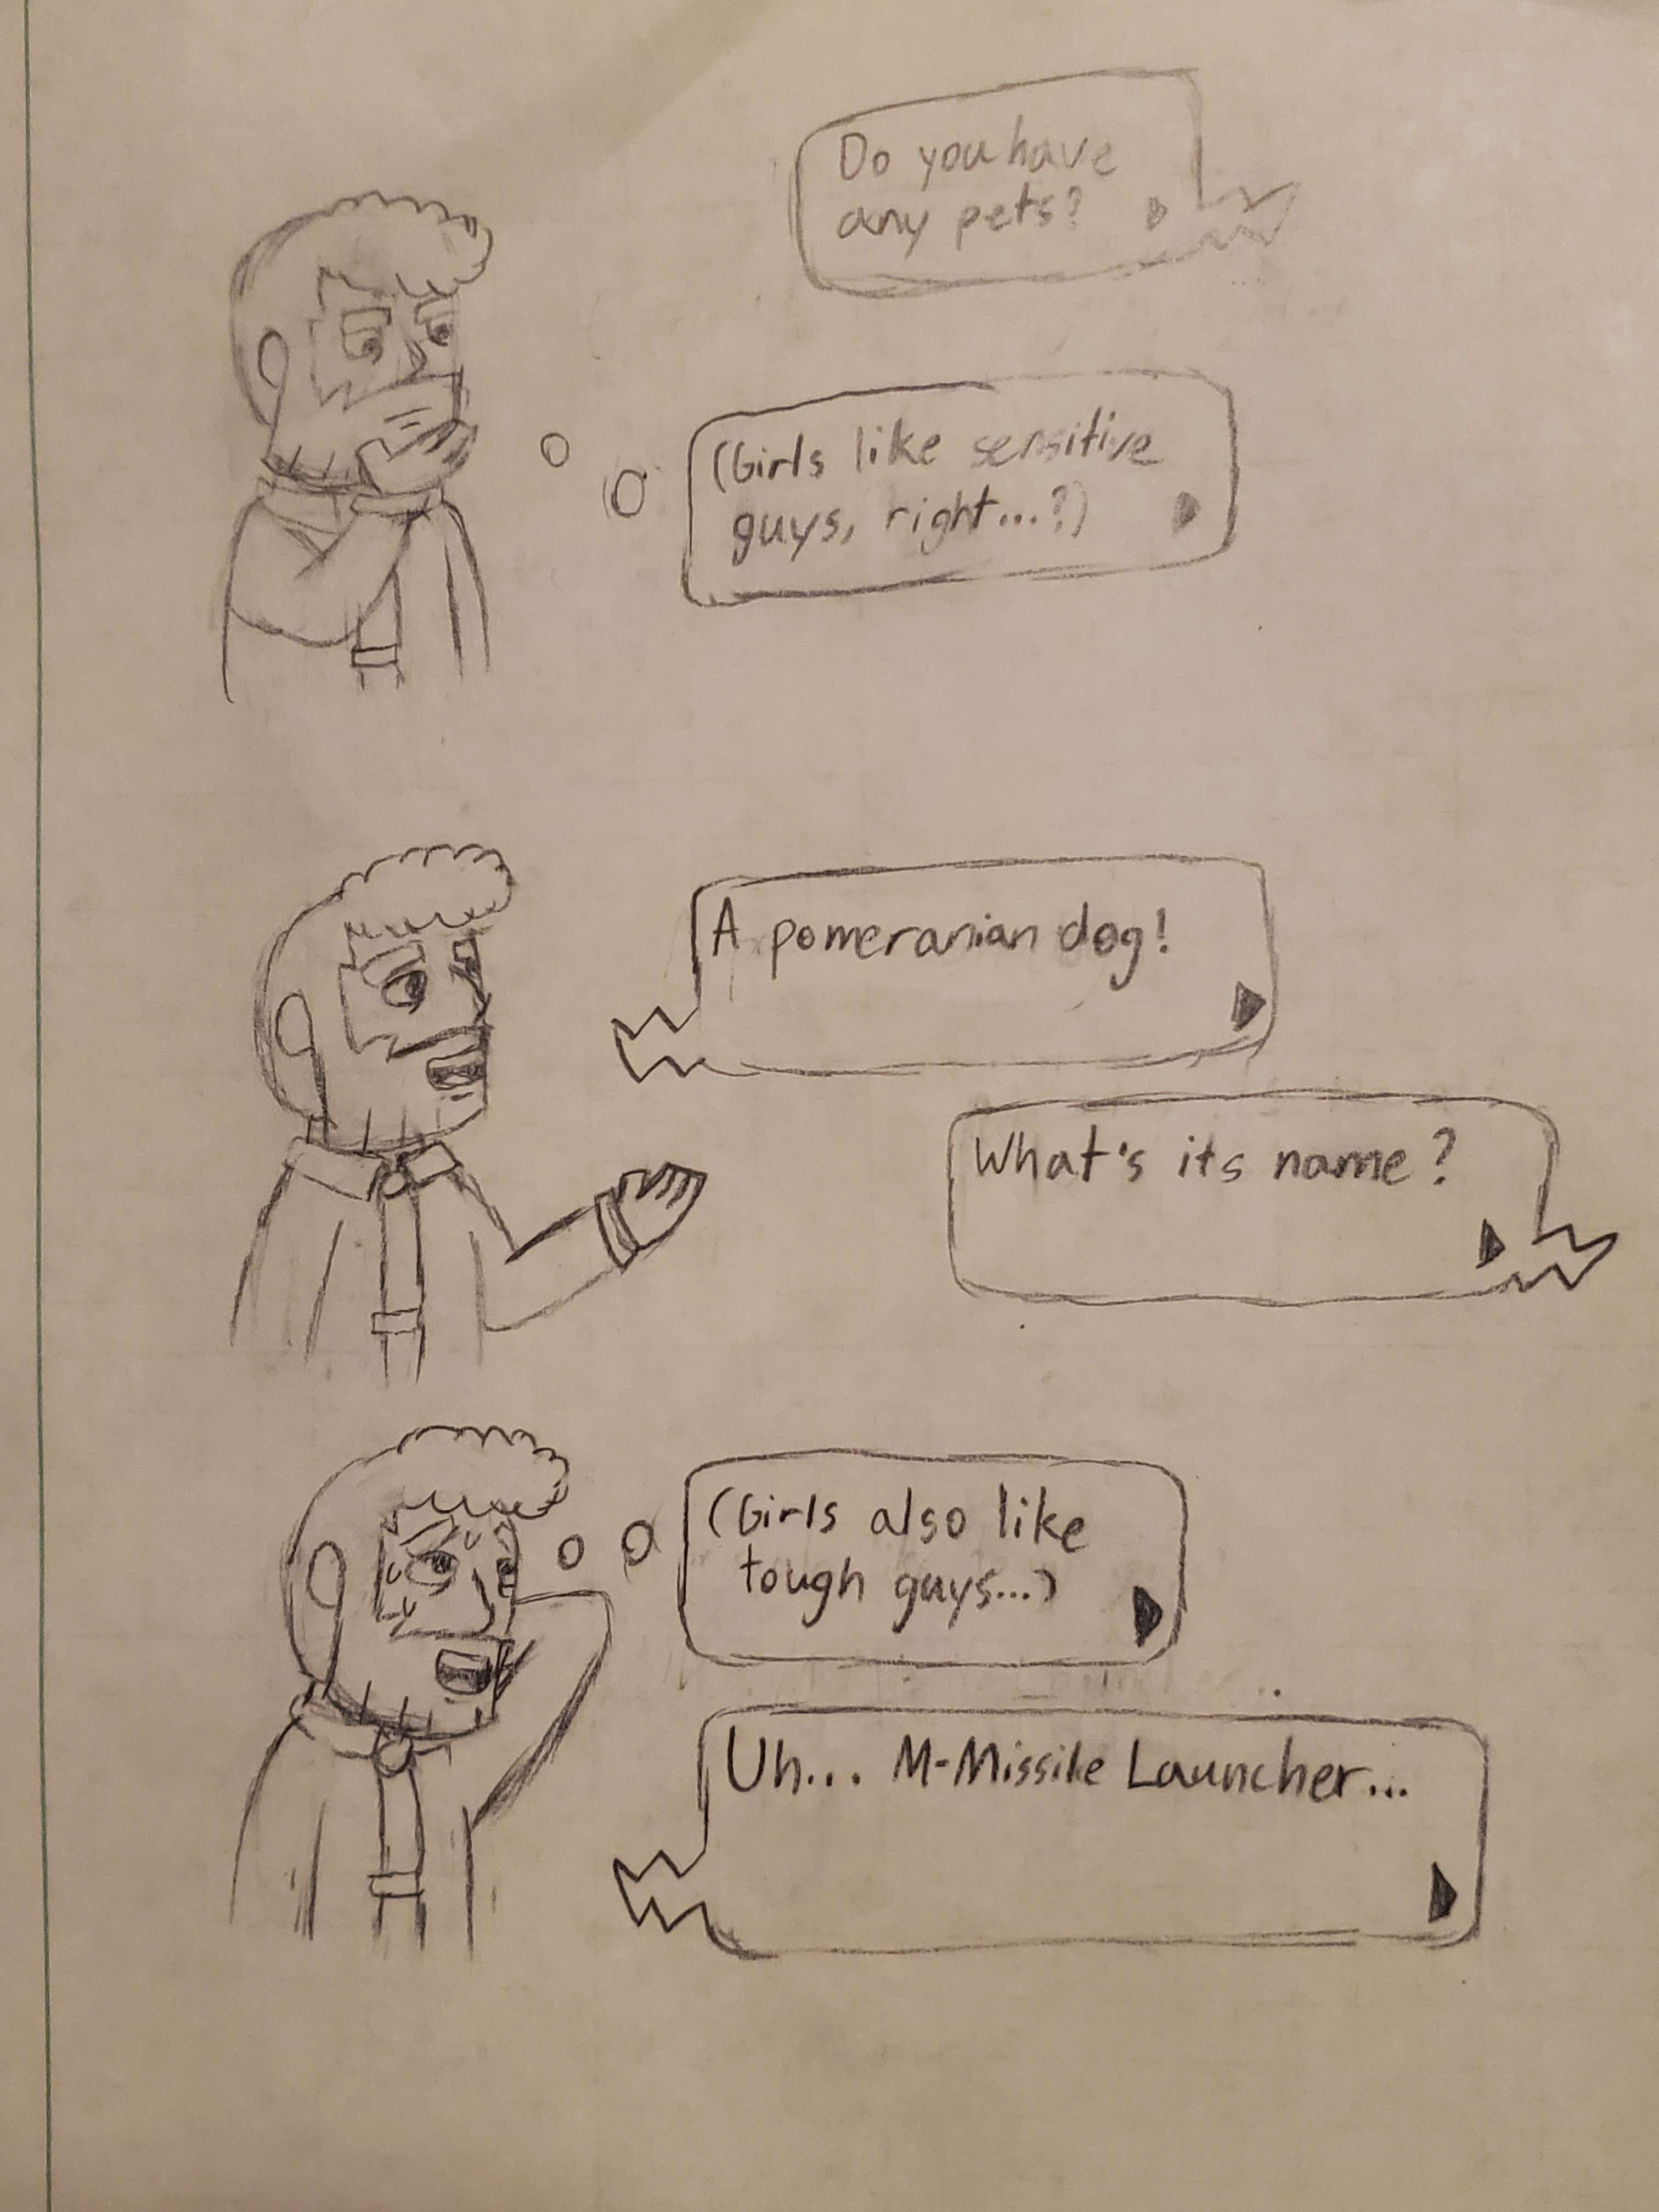 Do you have
any pets?
(Girls like sensitive
guys, right...?)
A pomeranian dog!
What's its name?
(Girls also like
tough guys...)
Uh... M-Missile Launcher...